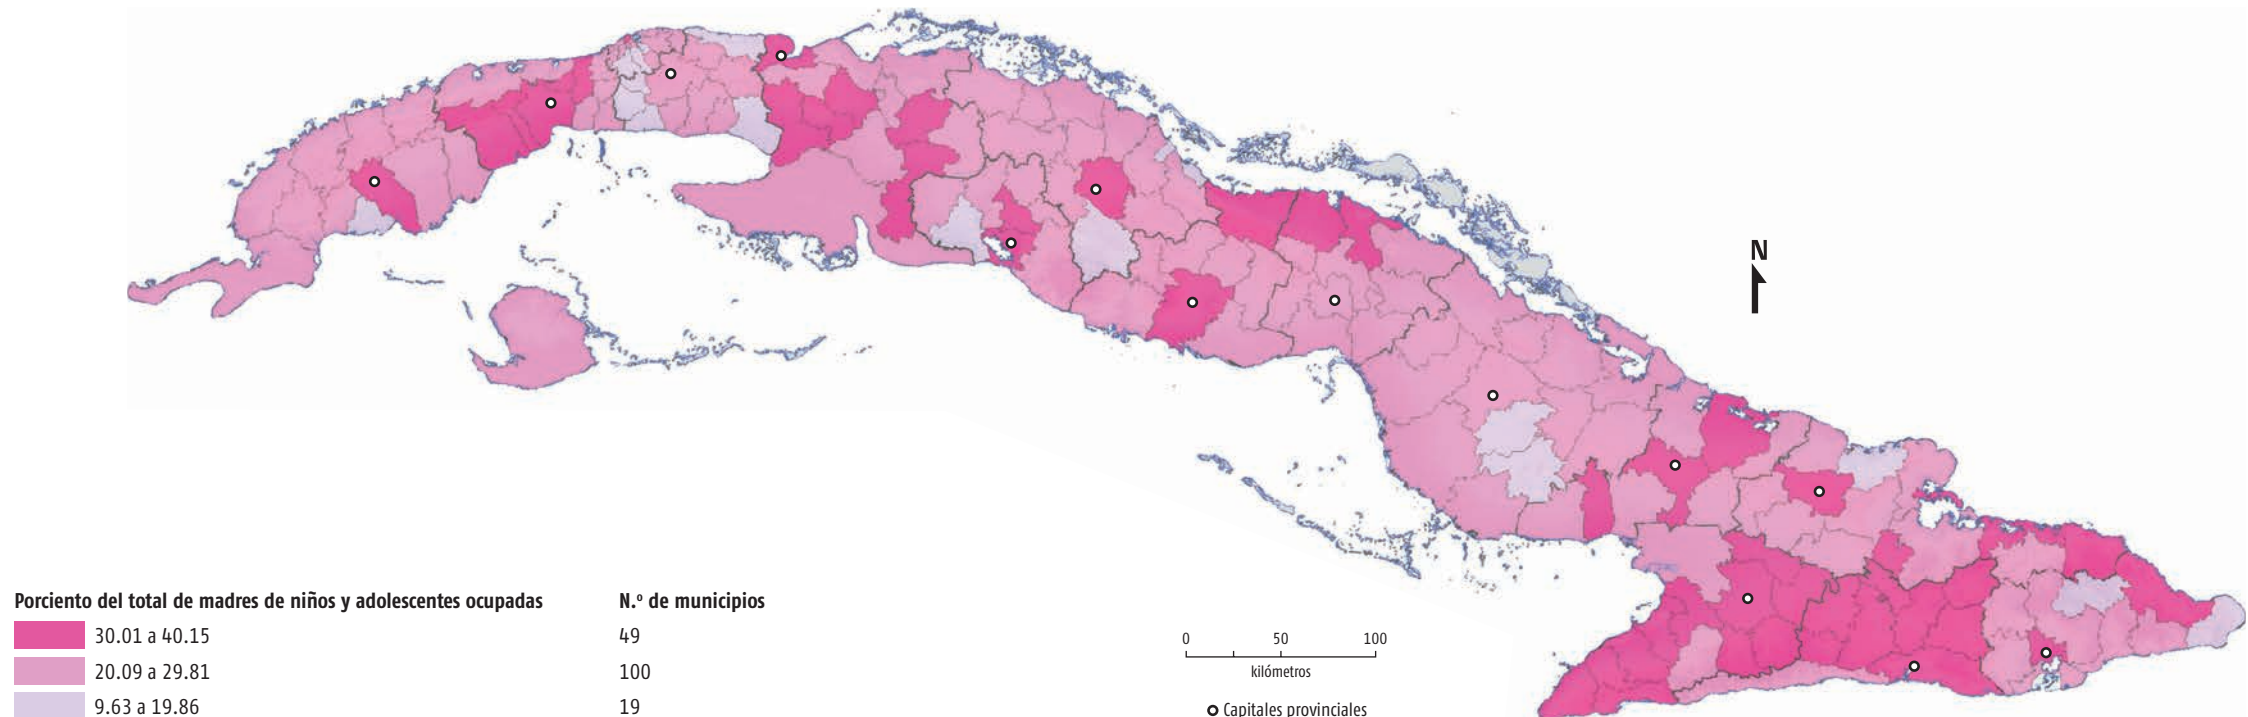 N
Porciento del total de madres de niños y adolescentes ocupadas N.º de municipios
30.01 a 40.15 49
20.09 a 29.81 100
9.63 a 19.86 19
0 50 100
kilómetros
Capitales provinciales